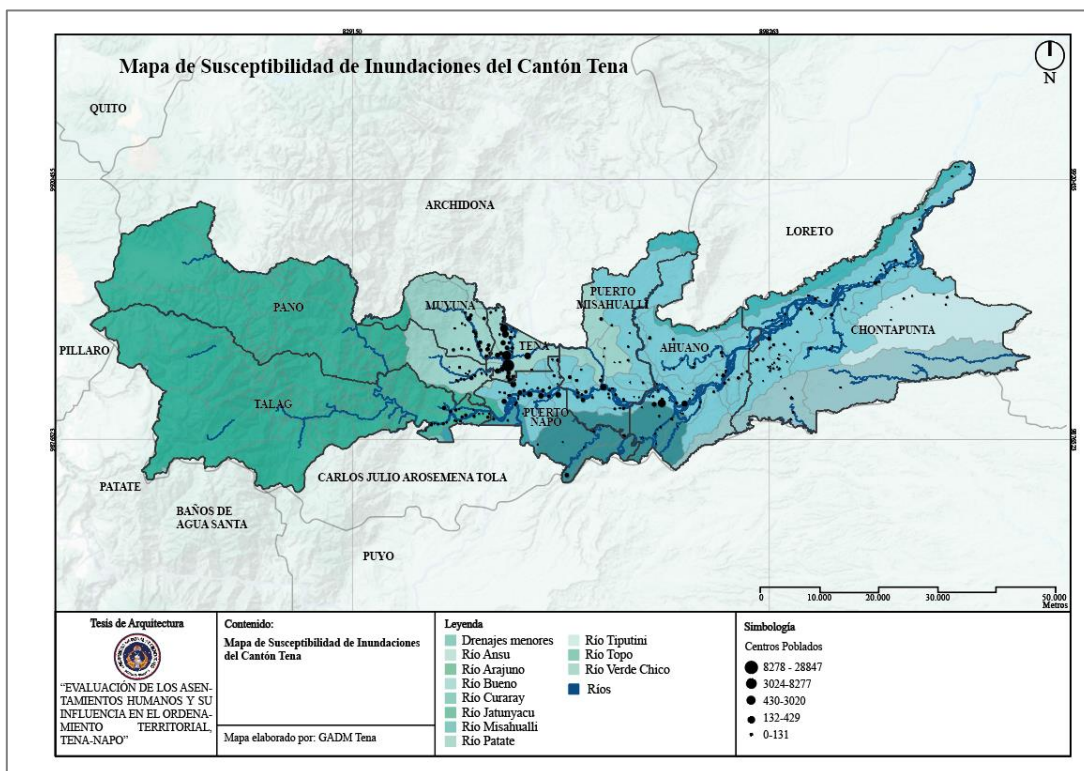 829150
898263
Mapa de Susceptibilidad de Inundaciones del Cantón Tena
N
QUITO
ARCHIDONA
LORETO
PANO
MUYUNA
PUERTO
MISAHUALLI
TENA
AHUANO
CHONTAPUNTA
PILLARO
TALAG
PUERTO
NAPO
CARLOS JULIO AROSEMENA TOLA
PATATE
BAÑOS DE
AGUA SANTA
PUYO
0
10.000
20.000
30.000
50.000
Metros
Tesis de Arquitectura
“EVALUACIÓN DE LOS ASEN-
TAMIENTOS HUMANOS Y SU
INFLUENCIA EN EL ORDENA-
MIENTO TERRITORIAL,
TENA-NAPO”
Contenido:
Mapa de Susceptibilidad de Inundaciones
del Cantón Tena
Mapa elaborado por: GADM Tena
Leyenda
Drenajes menores
Río Ansu
Río Arajuno
Río Bueno
Río Curaray
Río Jatunyacu
Río Misahualli
Río Patate
Río Tiputini
Río Topo
Río Verde Chico
Ríos
Simbología
Centros Poblados
8278 - 28847
3024-8277
430-3020
132-429
0-131